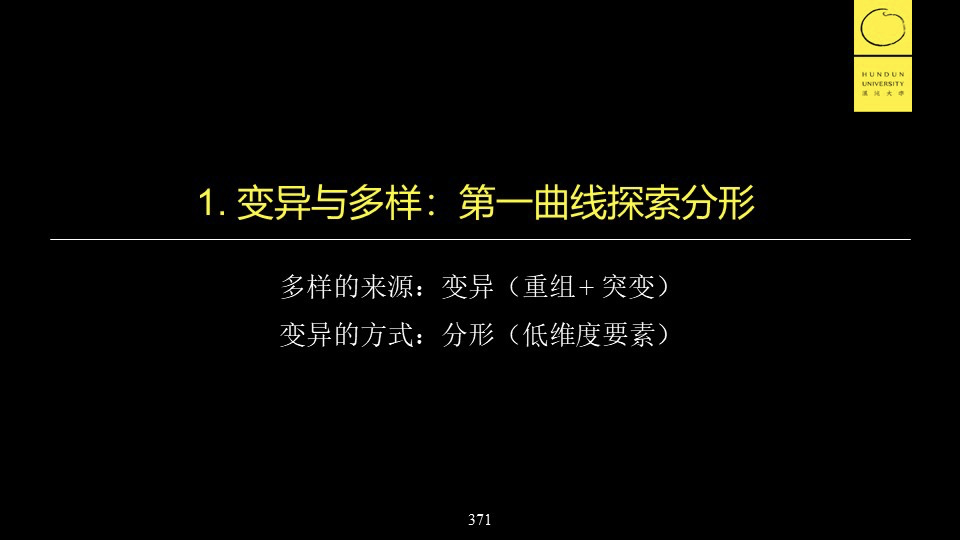 HUNDUN
UNIVERSITY
混沌大学
1. 变异与多样：第一曲线探索分形
多样的来源：变异（重组+ 突变）
变异的方式：分形（低维度要素）
371